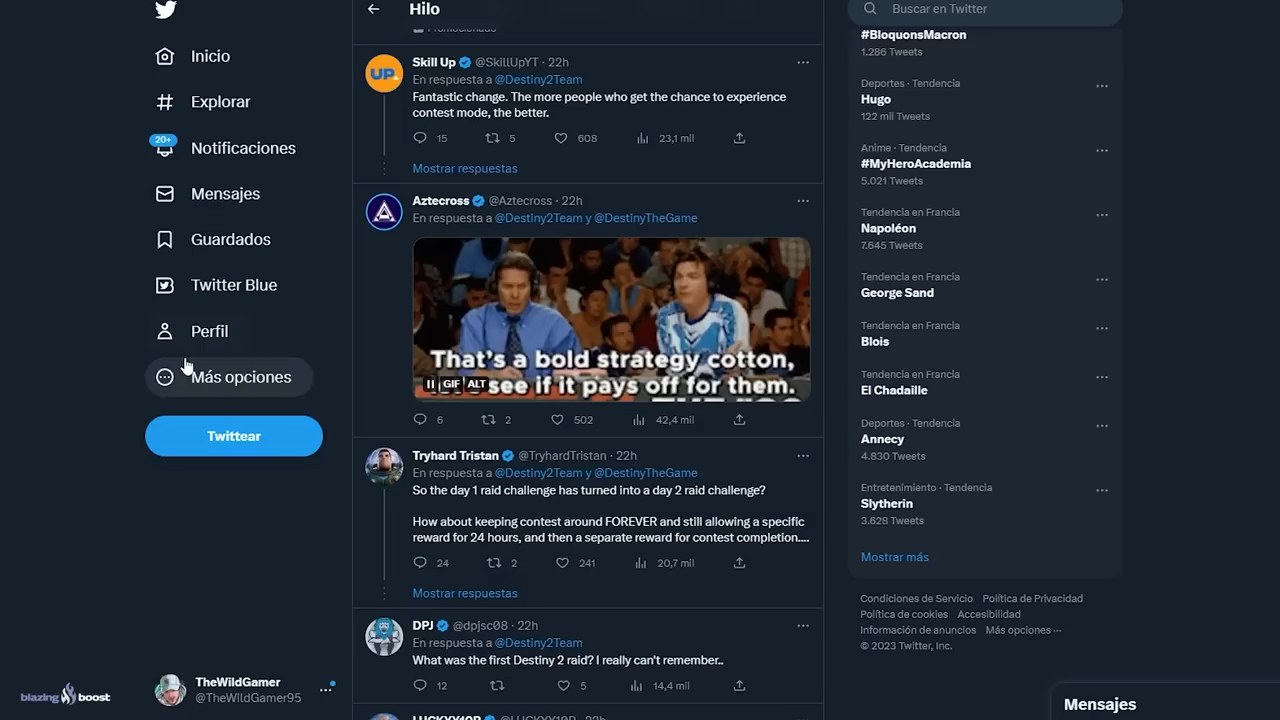 Inicio
Explorar
20+
Notificaciones
Mensajes
Guardados
Twitter Blue
Perfil
Más opciones
Twittear
blazing boost
TheWildGamer
@TheWildGamer95
Hilo
Promocionado
Skill Up @SkillUpYT · 22h
En respuesta a @Destiny2Team
Fantastic change. The more people who get the chance to experience
contest mode, the better.
15 5 608 23,1 mil
Mostrar respuestas
Aztecross @Aztecross · 22h
En respuesta a @Destiny2Team y @DestinyTheGame
That's a bold strategy cotton,
GIF ALT see if it pays off for them.
6 2 502 42,4 mil
Tryhard Tristan @TryhardTristan · 22h
En respuesta a @Destiny2Team y @DestinyTheGame
So the day 1 raid challenge has turned into a day 2 raid challenge?
How about keeping contest around FOREVER and still allowing a specific
reward for 24 hours, and then a separate reward for contest completion....
24 2 241 20,7 mil
Mostrar respuestas
DPJ @dpjsc08 · 22h
En respuesta a @Destiny2Team
What was the first Destiny 2 raid? I really can't remember..
12 5 14,4 mil
Buscar en Twitter
#BloquonsMacron
1.286 Tweets
Deportes · Tendencia
Hugo
122 mil Tweets
Anime · Tendencia
#MyHeroAcademia
5.021 Tweets
Tendencia en Francia
Napoléon
7.645 Tweets
Tendencia en Francia
George Sand
Tendencia en Francia
Blois
Tendencia en Francia
El Chadaille
Deportes · Tendencia
Annecy
4.830 Tweets
Entretenimiento · Tendencia
Slytherin
3.628 Tweets
Mostrar más
Condiciones de Servicio Política de Privacidad
Política de cookies Accesibilidad
Información de anuncios Más opciones ···
© 2023 Twitter, Inc.
Mensajes